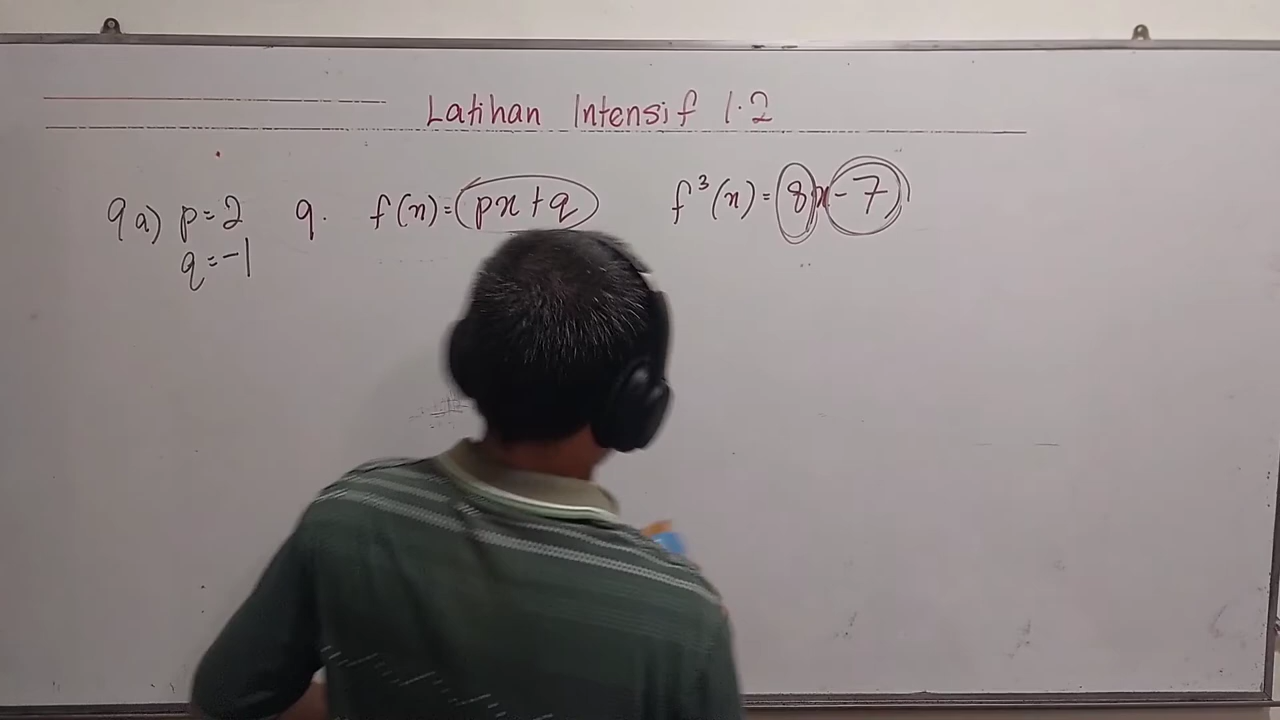 Latihan Intensif 1.2
9a) p=2 9. f(x)=px+q f³(x)=8x-7
q=-1